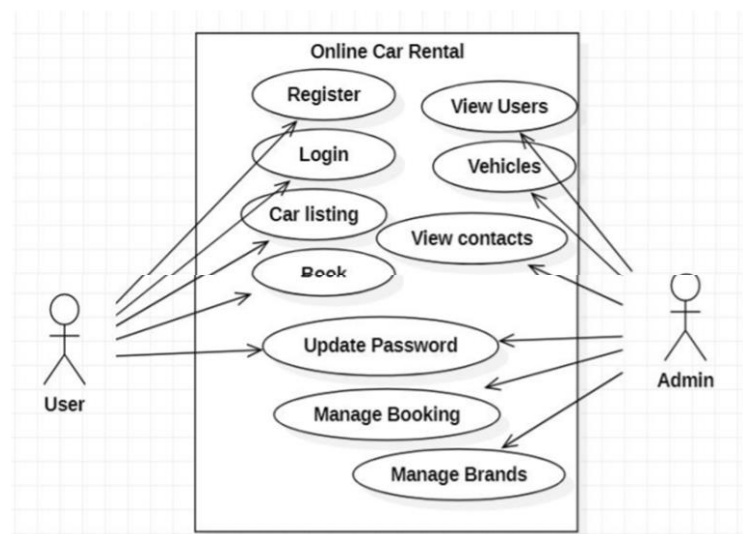 Online Car Rental
Register
View Users
Login
Vehicles
Car listing
View contacts
Book
Update Password
User
Admin
Manage Booking
Manage Brands